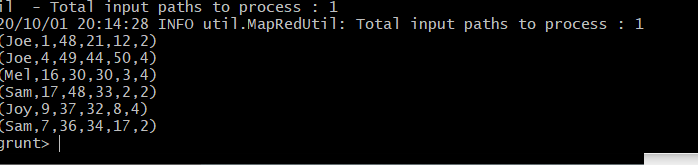 il  - Total input paths to process : 1
20/10/01 20:14:28 INFO util.MapRedUtil: Total input paths to process : 1
(Joe,1,48,21,12,2)
(Joe,4,49,44,50,4)
(Mel,16,30,30,3,4)
(Sam,17,48,33,2,2)
(Joy,9,37,32,8,4)
(Sam,7,36,34,17,2)
grunt>